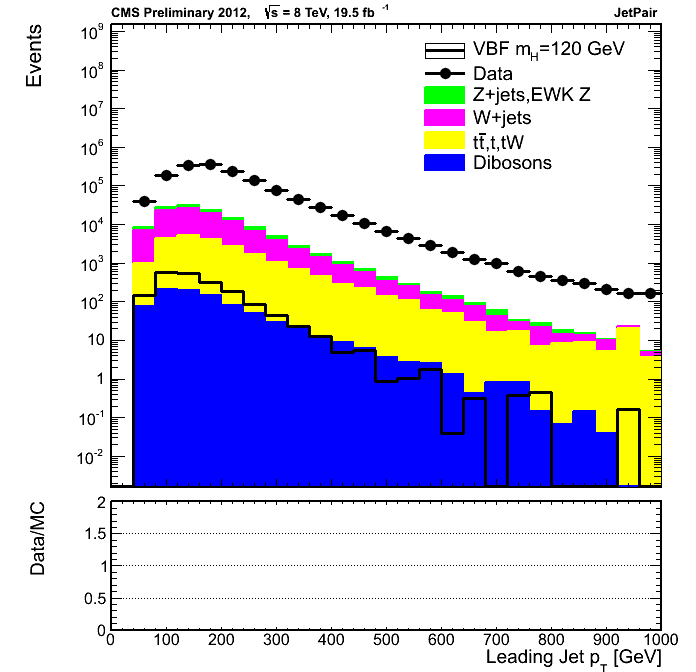 CMS Preliminary 2012, √s = 8 TeV, 19.5 fb⁻¹ JetPair
Events
10⁹
10⁸
10⁷
10⁶
10⁵
10⁴
10³
10²
10
1
10⁻¹
10⁻²
VBF m_H=120 GeV
Data
Z+jets,EWK Z
W+jets
tt̅,t,tW
Dibosons
Data/MC
2
1.5
1
0.5
0
0 100 200 300 400 500 600 700 800 900 1000
Leading Jet p_T [GeV]